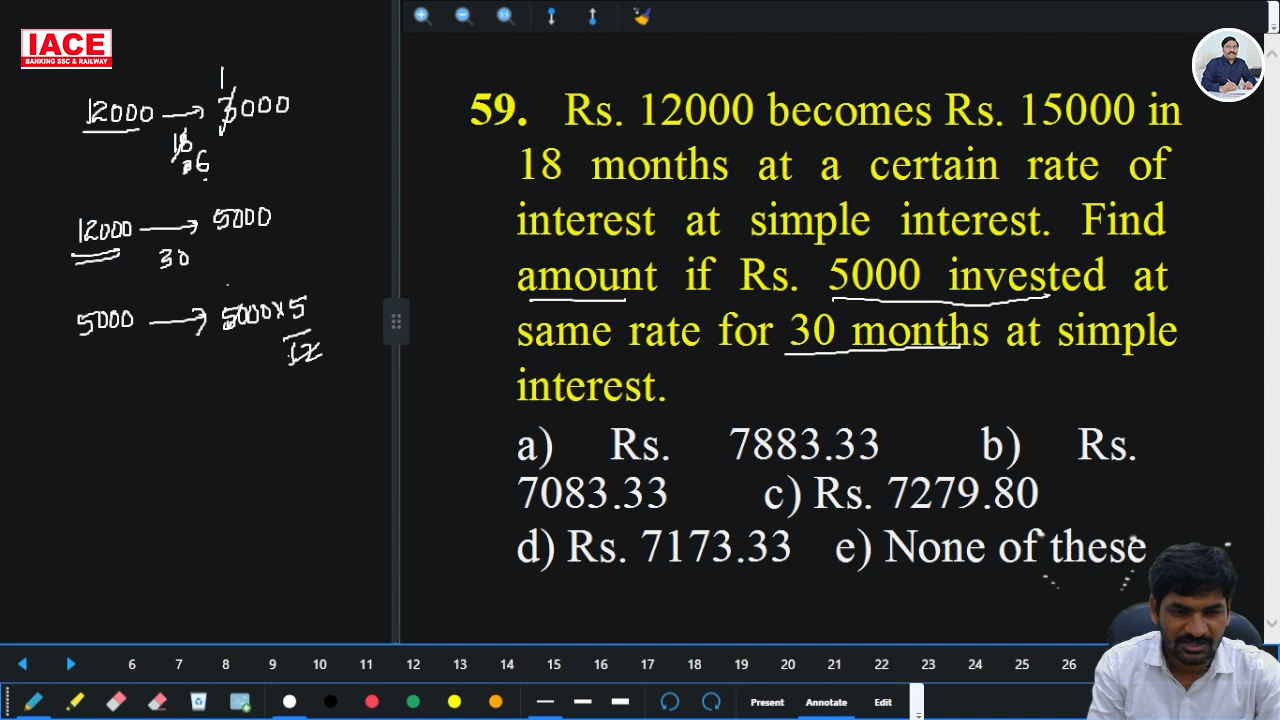 IACE
BANKING SSC & RAILWAY
1
12000 → 3000
18
6
12000 → 5000
30
5000 → 5000×5
12
59. Rs. 12000 becomes Rs. 15000 in
18 months at a certain rate of
interest at simple interest. Find
amount if Rs. 5000 invested at
same rate for 30 months at simple
interest.
a) Rs. 7883.33 b) Rs.
7083.33 c) Rs. 7279.80
d) Rs. 7173.33 e) None of these
6 7 8 9 10 11 12 13 14 15 16 17 18 19 20 21 22 23 24 25 26
Present Annotate Edit